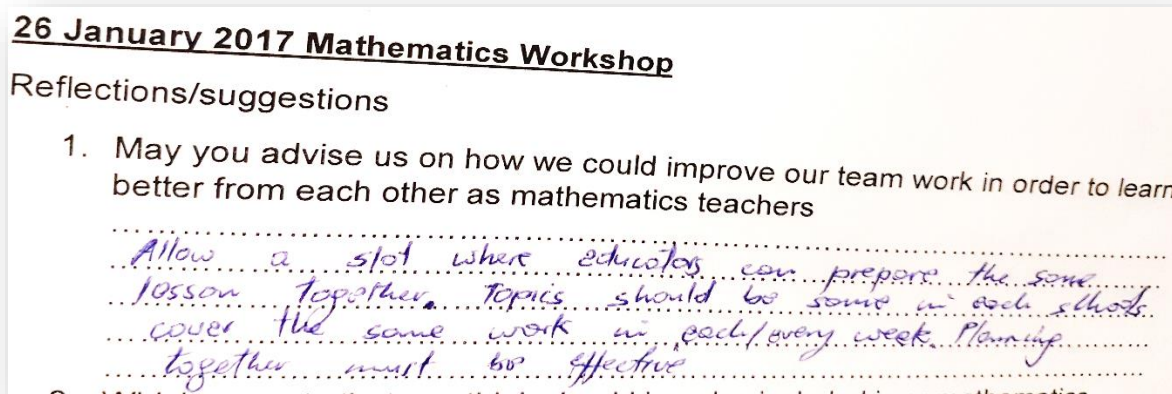 26 January 2017 Mathematics Workshop
Reflections/suggestions
1. May you advise us on how we could improve our team work in order to learn
better from each other as mathematics teachers
Allow a slot where educators can prepare the same
lesson together. Topics should be same in each schools
cover the same work in each/every week. Planning
together must be effective